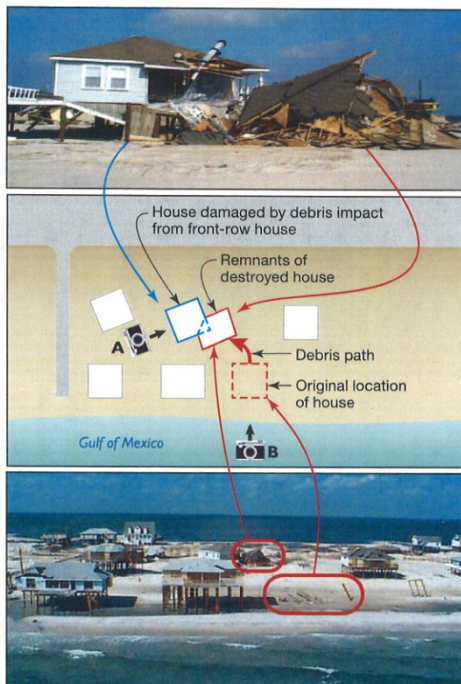 House damaged by debris impact
from front-row house
Remnants of
destroyed house
A
Debris path
Original location
of house
Gulf of Mexico
B